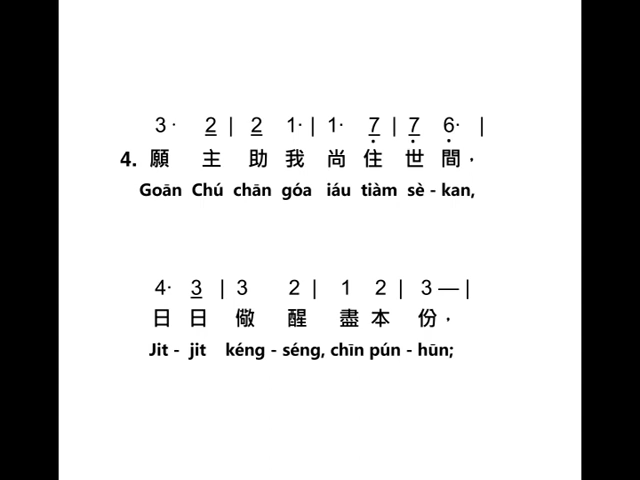 3· 2 | 2 1· | 1· 7̣ | 7̣ 6̣· |
4. 願 主 助 我 尚 住 世 間，
Goān Chú chān góa iáu tiàm sè - kan,
4· 3 | 3 2 | 1 2 | 3 — |
日 日 儆 醒 盡 本 份，
Jit - jit kéng - séng, chīn pún - hūn;